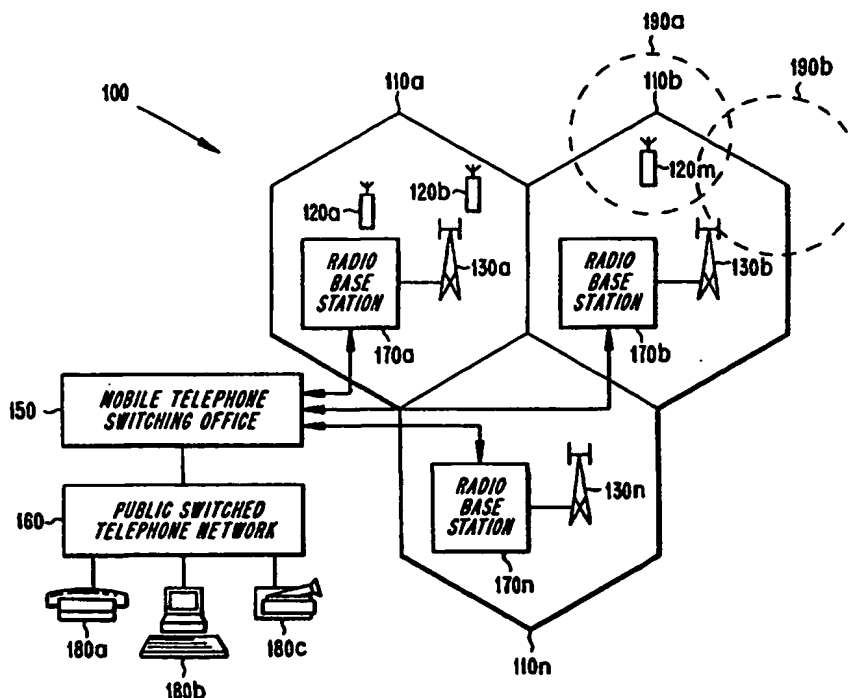 190a
110a
110b
190b
100
120a
120b
120m
RADIO
BASE
STATION
130a
RADIO
BASE
STATION
130b
170a
170b
150
MOBILE TELEPHONE
SWITCHING OFFICE
RADIO
BASE
STATION
130n
160
PUBLIC SWITCHED
TELEPHONE NETWORK
170n
180a
180b
180c
110n